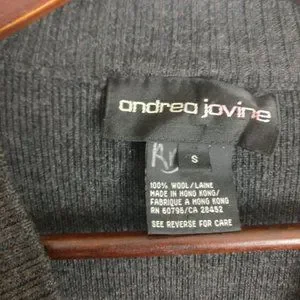 andrea jovine
S
100% WOOL/LAINE
MADE IN HONG KONG/
FABRIQUE A HONG KONG
RN 60796/CA 28452
SEE REVERSE FOR CARE